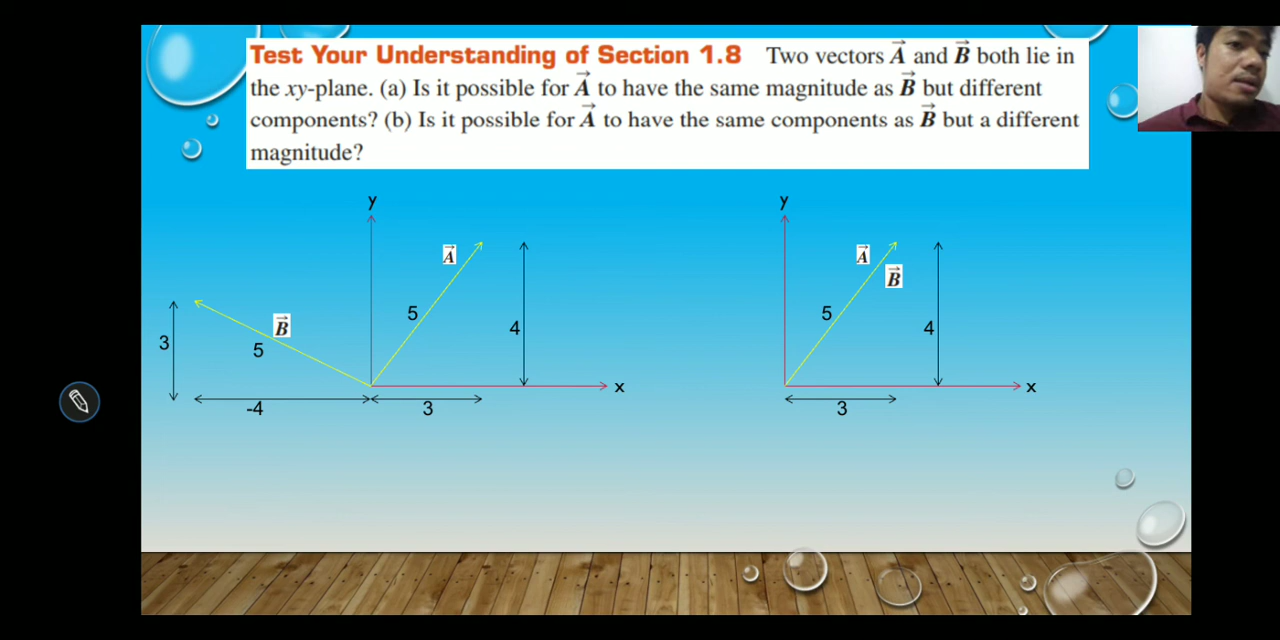 Test Your Understanding of Section 1.8 Two vectors A⃗ and B⃗ both lie in
the xy-plane. (a) Is it possible for A⃗ to have the same magnitude as B⃗ but different
components? (b) Is it possible for A⃗ to have the same components as B⃗ but a different
magnitude?
y
A⃗
5
4
B⃗
5
3
-4
3
x
y
A⃗
B⃗
5
4
3
x